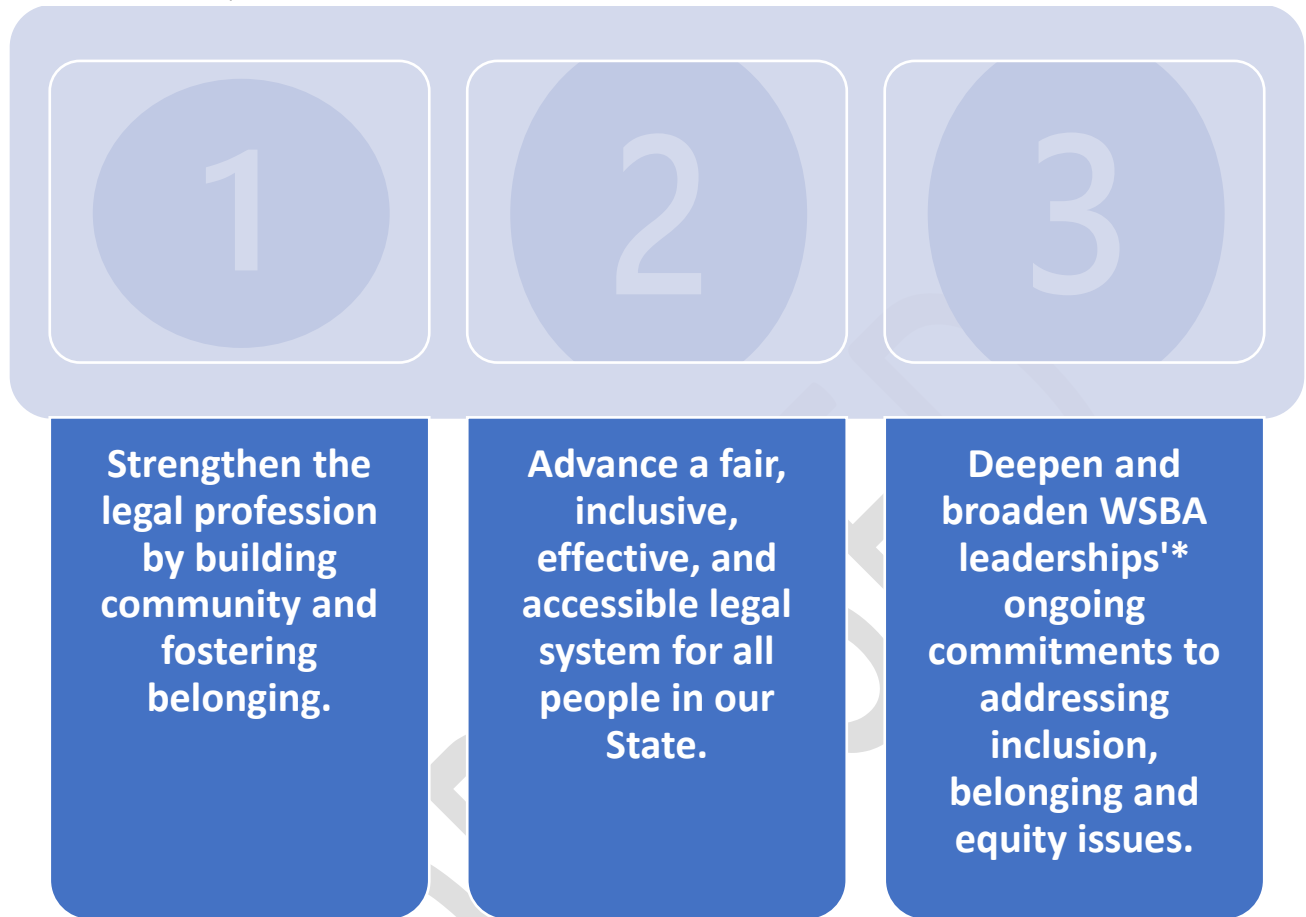 1
2
3
Strengthen the
legal profession
by building
community and
fostering
belonging.
Advance a fair,
inclusive,
effective, and
accessible legal
system for all
people in our
State.
Deepen and
broaden WSBA
leaderships'*
ongoing
commitments to
addressing
inclusion,
belonging and
equity issues.